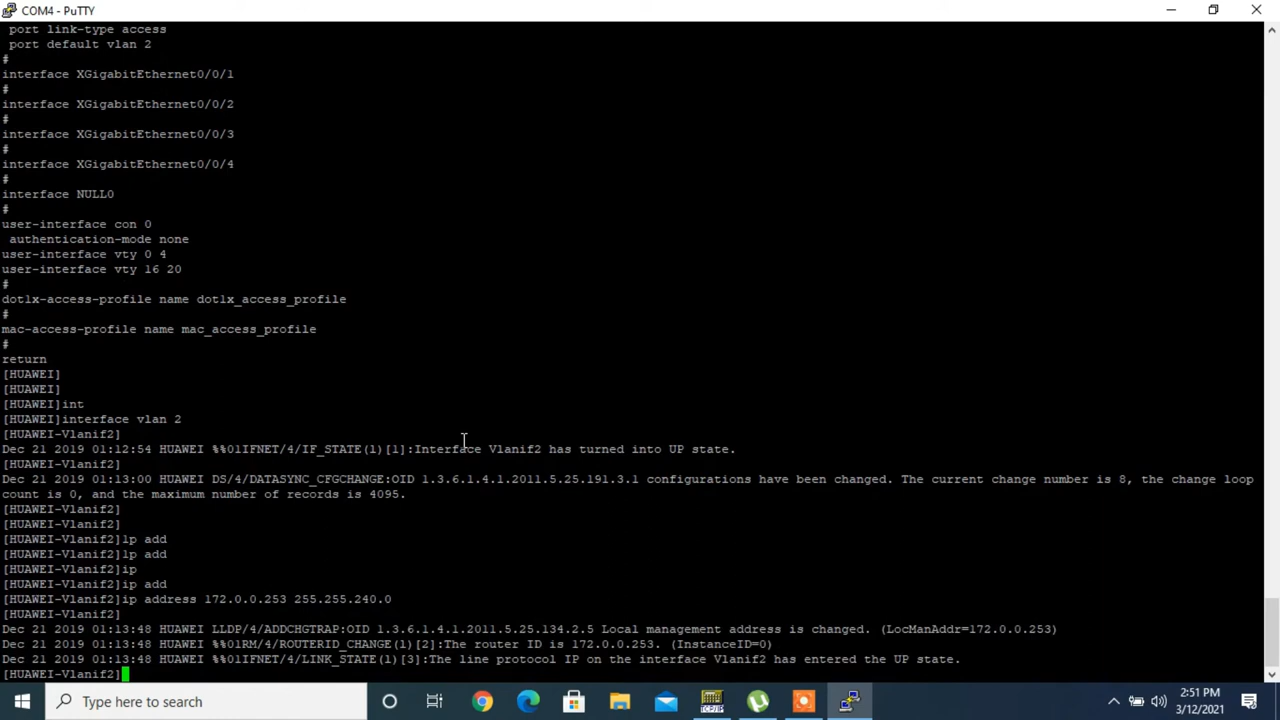 COM4 - PuTTY
port link-type access
port default vlan 2
#
interface XGigabitEthernet0/0/1
#
interface XGigabitEthernet0/0/2
#
interface XGigabitEthernet0/0/3
#
interface XGigabitEthernet0/0/4
#
interface NULL0
#
user-interface con 0
authentication-mode none
user-interface vty 0 4
user-interface vty 16 20
#
dot1x-access-profile name dot1x_access_profile
#
mac-access-profile name mac_access_profile
#
return
[HUAWEI]
[HUAWEI]
[HUAWEI]int
[HUAWEI]interface vlan 2
[HUAWEI-Vlanif2]
Dec 21 2019 01:12:54 HUAWEI %%01IFNET/4/IF_STATE(l)[1]:Interface Vlanif2 has turned into UP state.
[HUAWEI-Vlanif2]
Dec 21 2019 01:13:00 HUAWEI DS/4/DATASYNC_CFGCHANGE:OID 1.3.6.1.4.1.2011.5.25.191.3.1 configurations have been changed. The current change number is 8, the change loop
count is 0, and the maximum number of records is 4095.
[HUAWEI-Vlanif2]
[HUAWEI-Vlanif2]
[HUAWEI-Vlanif2]lp add
[HUAWEI-Vlanif2]lp add
[HUAWEI-Vlanif2]ip
[HUAWEI-Vlanif2]ip add
[HUAWEI-Vlanif2]ip address 172.0.0.253 255.255.240.0
[HUAWEI-Vlanif2]
Dec 21 2019 01:13:48 HUAWEI LLDP/4/ADDCHGTRAP:OID 1.3.6.1.4.1.2011.5.25.134.2.5 Local management address is changed. (LocManAddr=172.0.0.253)
Dec 21 2019 01:13:48 HUAWEI %%01RM/4/ROUTERID_CHANGE(l)[2]:The router ID is 172.0.0.253. (InstanceID=0)
Dec 21 2019 01:13:48 HUAWEI %%01IFNET/4/LINK_STATE(l)[3]:The line protocol IP on the interface Vlanif2 has entered the UP state.
[HUAWEI-Vlanif2]
Type here to search
TCP/IP
2:51 PM
3/12/2021